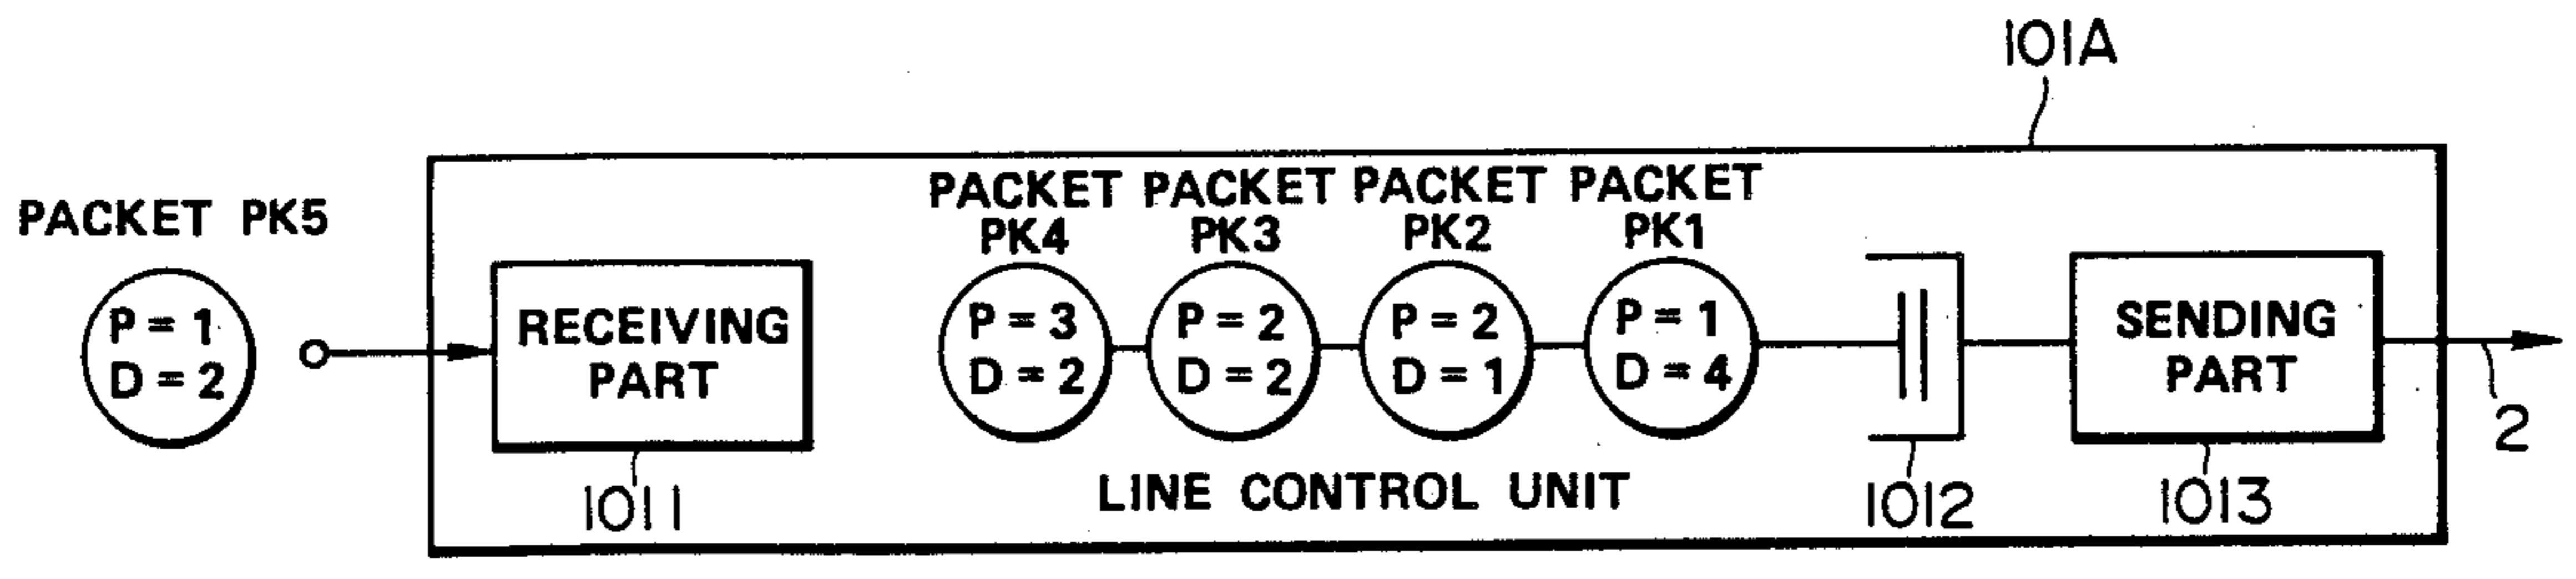 101A
PACKET PK5
P = 1
D = 2
RECEIVING
PART
1011
PACKET
PK4
P = 3
D = 2
PACKET
PK3
P = 2
D = 2
PACKET
PK2
P = 2
D = 1
PACKET
PK1
P = 1
D = 4
LINE CONTROL UNIT
1012
SENDING
PART
1013
2